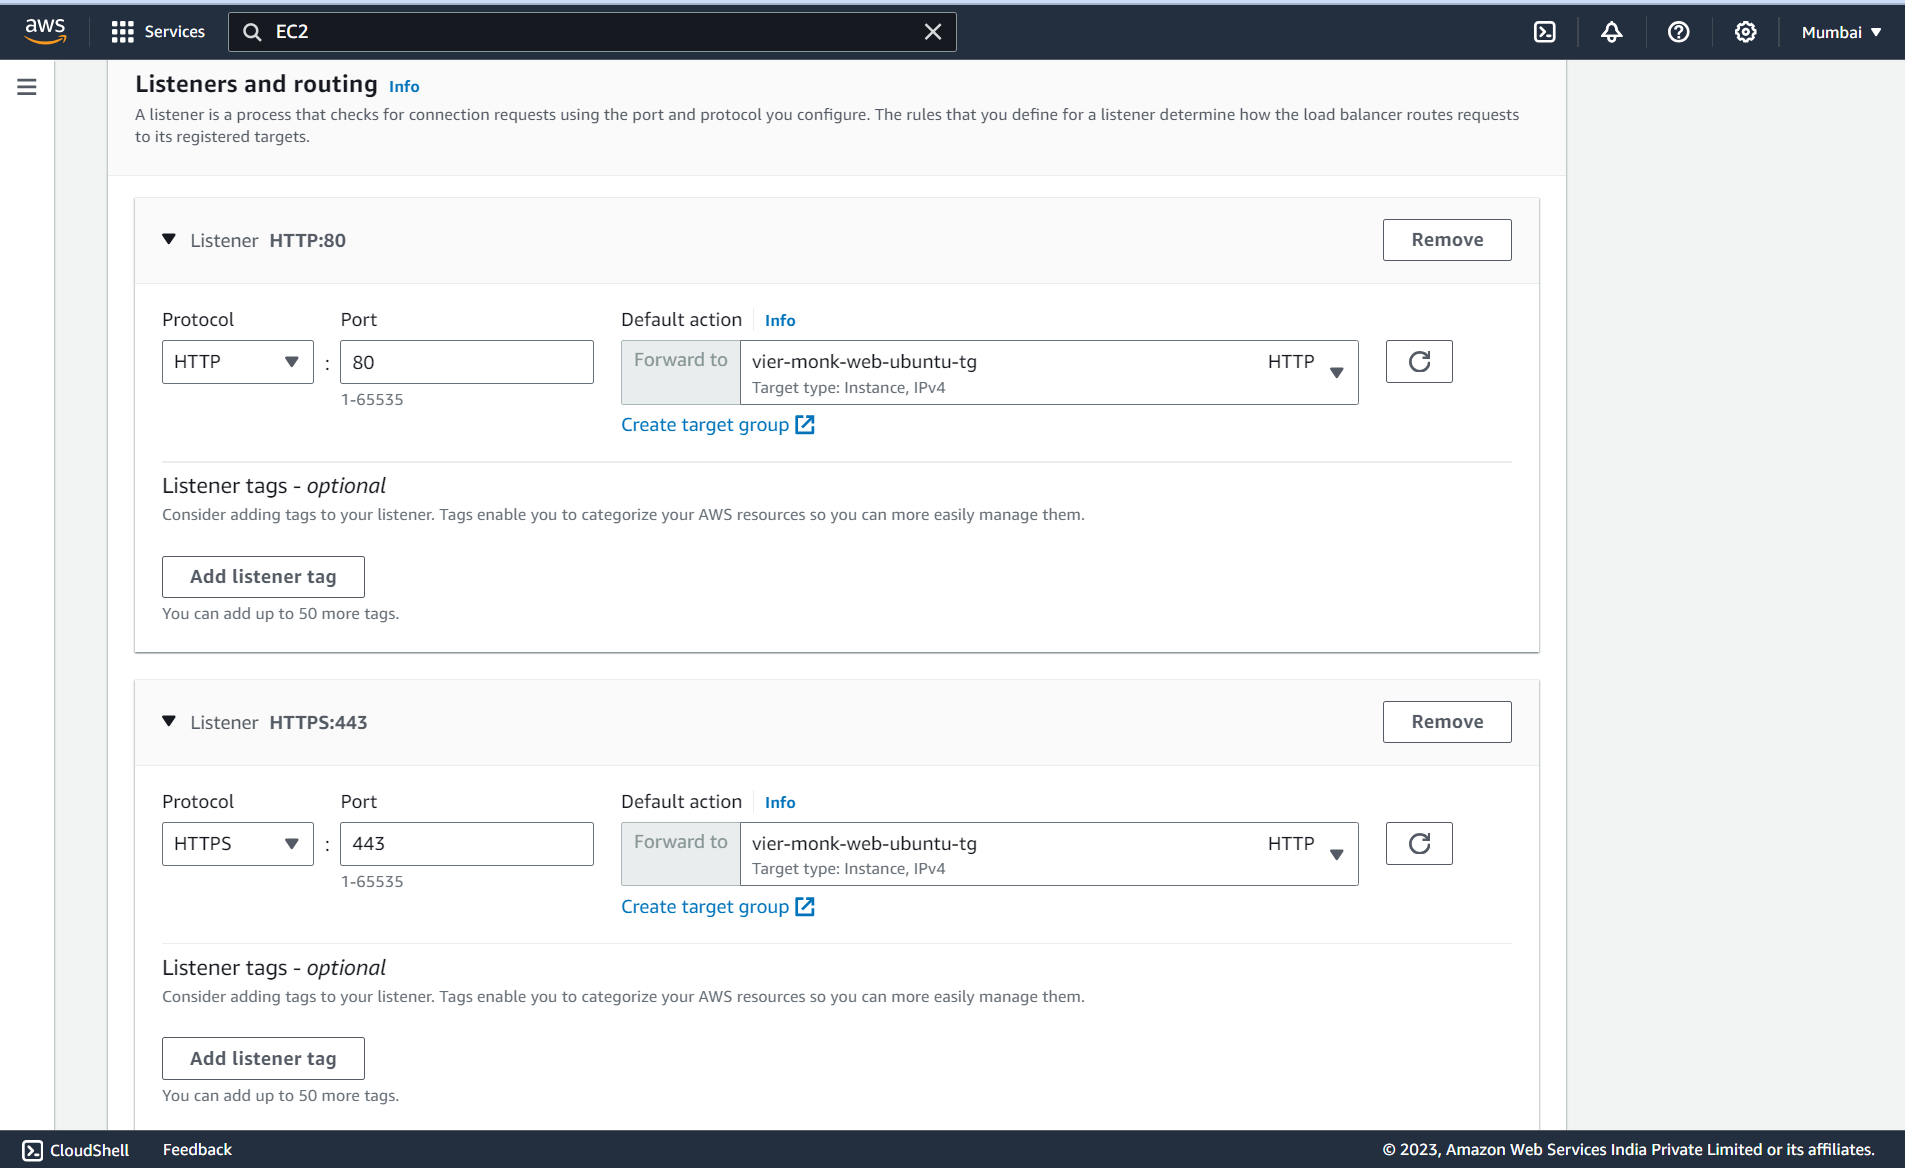 aws
Services
EC2
Mumbai
Listeners and routing Info
A listener is a process that checks for connection requests using the port and protocol you configure. The rules that you define for a listener determine how the load balancer routes requests
to its registered targets.
Listener HTTP:80
Remove
Protocol
Port
Default action Info
HTTP
:
80
1-65535
Forward to
vier-monk-web-ubuntu-tg
HTTP
Target type: Instance, IPv4
Create target group
Listener tags - optional
Consider adding tags to your listener. Tags enable you to categorize your AWS resources so you can more easily manage them.
Add listener tag
You can add up to 50 more tags.
Listener HTTPS:443
Remove
Protocol
Port
Default action Info
HTTPS
:
443
1-65535
Forward to
vier-monk-web-ubuntu-tg
HTTP
Target type: Instance, IPv4
Create target group
Listener tags - optional
Consider adding tags to your listener. Tags enable you to categorize your AWS resources so you can more easily manage them.
Add listener tag
You can add up to 50 more tags.
CloudShell
Feedback
© 2023, Amazon Web Services India Private Limited or its affiliates.